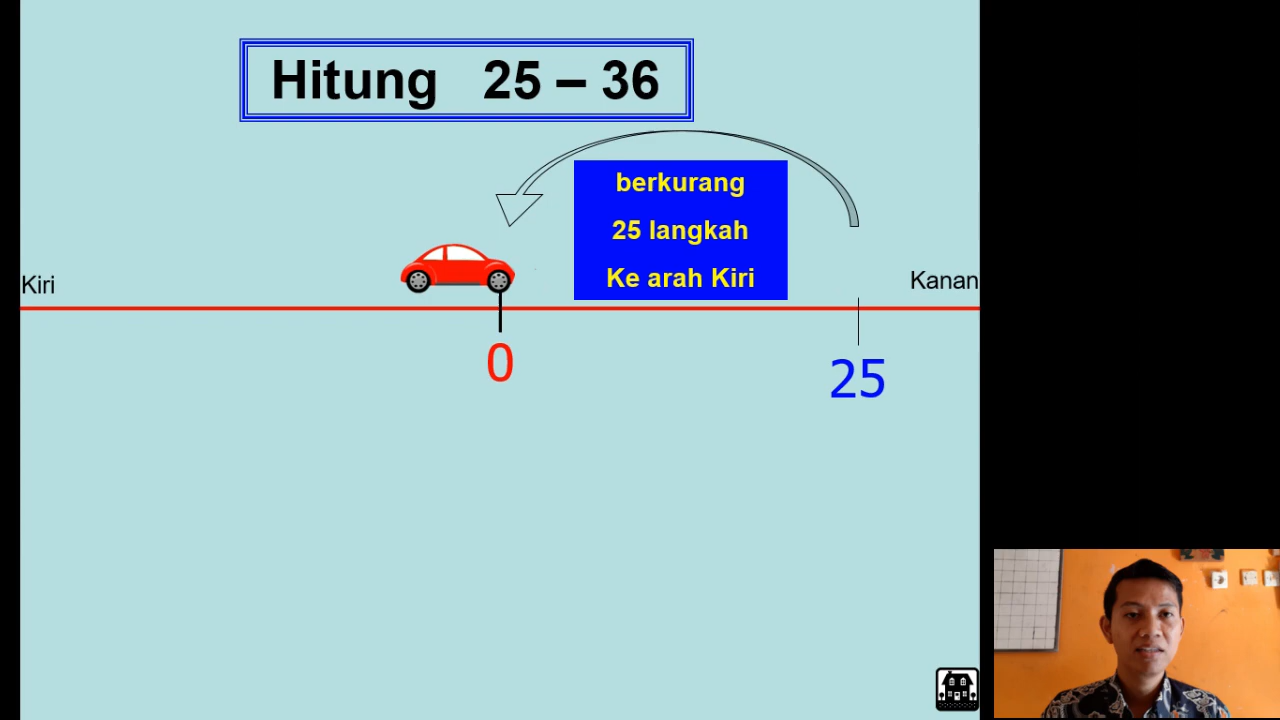 Hitung 25 – 36
berkurang
25 langkah
Ke arah Kiri
Kiri
Kanan
0
25